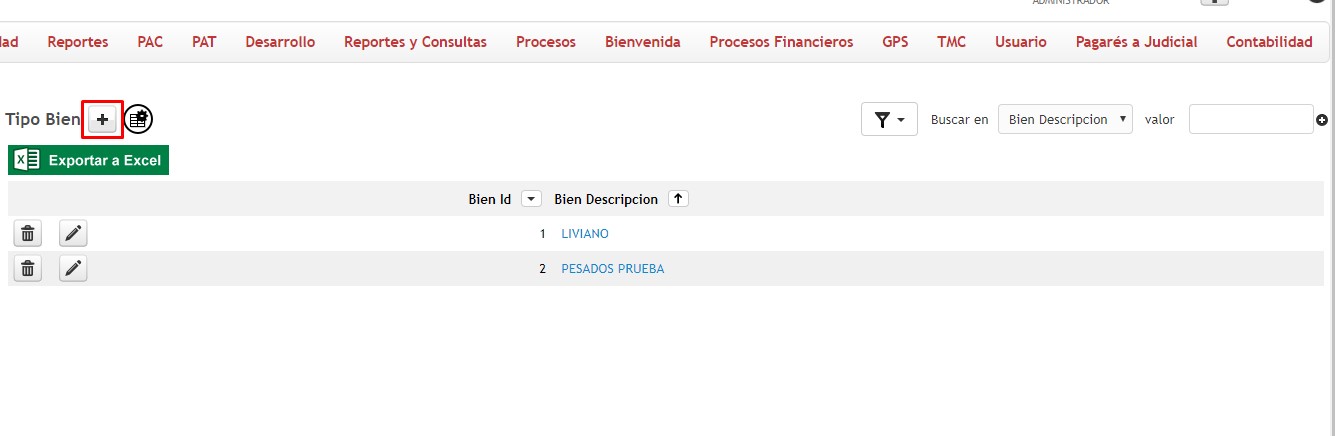 ADMINISTRADOR
dad Reportes PAC PAT Desarrollo Reportes y Consultas Procesos Bienvenida Procesos Financieros GPS TMC Usuario Pagarés a Judicial Contabilidad
Tipo Bien Buscar en Bien Descripcion valor
Exportar a Excel
Bien Id Bien Descripcion
1 LIVIANO
2 PESADOS PRUEBA